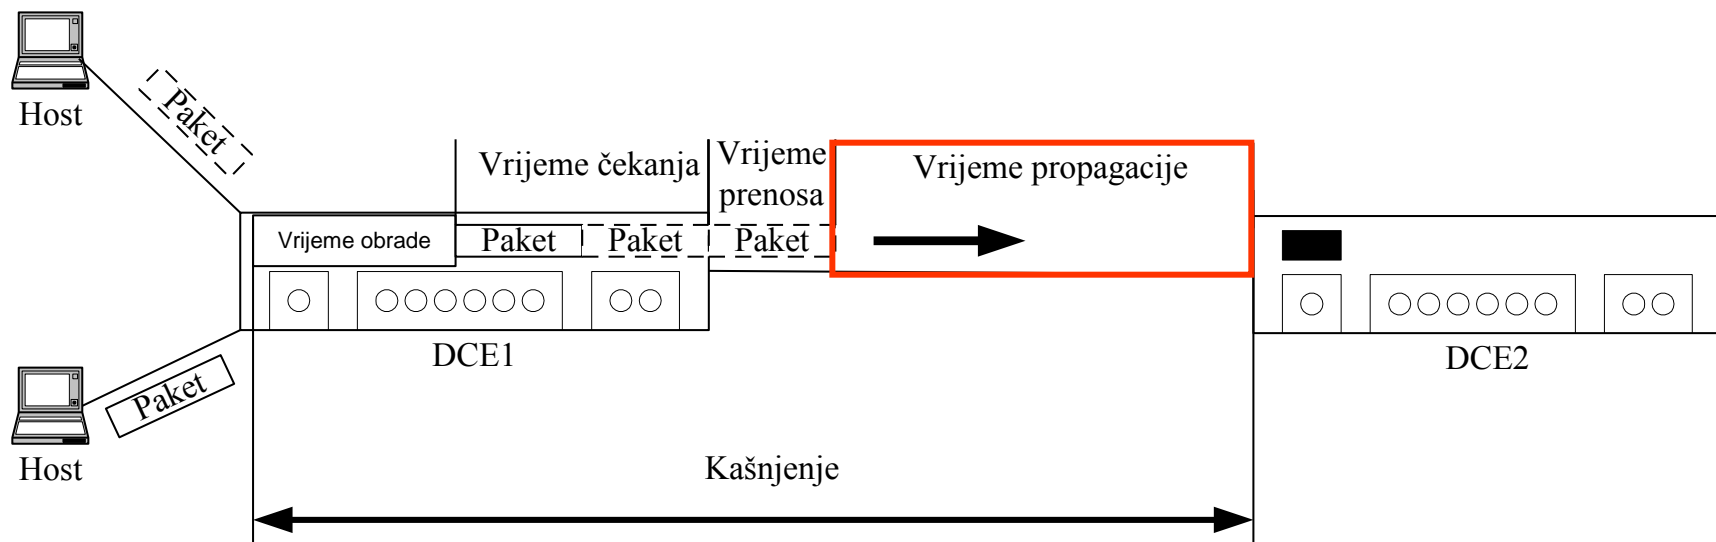 Host
Paket
Vrijeme čekanja
Vrijeme
prenosa
Vrijeme propagacije
Vrijeme obrade
Paket
Paket
Paket
DCE1
DCE2
Paket
Host
Kašnjenje